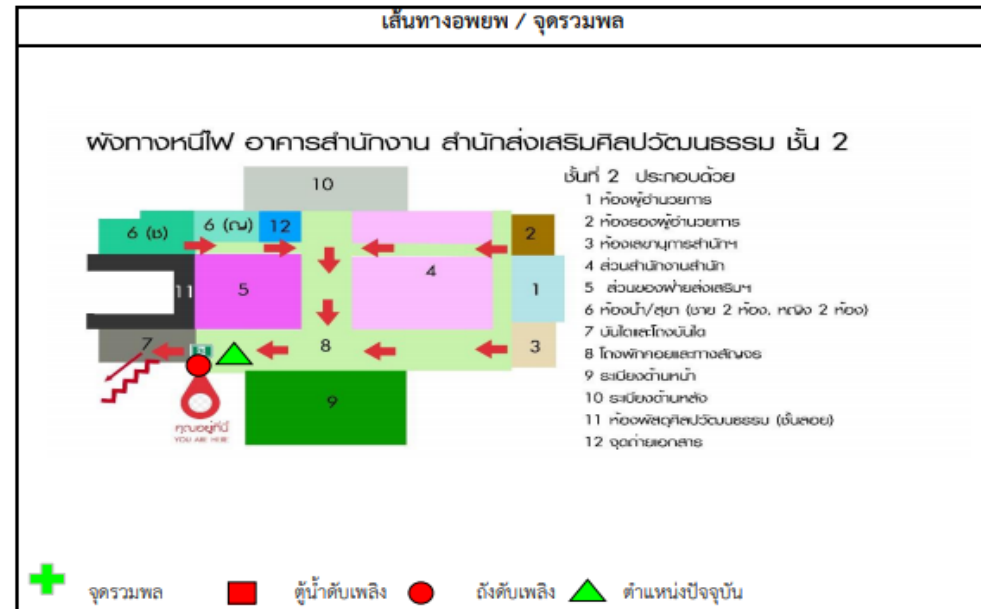 เส้นทางอพยพ / จุดรวมพล
ผังทางหนีไฟ อาคารสำนักงาน สำนักส่งเสริมศิลปวัฒนธรรม ชั้น 2
ชั้นที่ 2 ประกอบด้วย
1 ห้องผู้อำนวยการ
2 ห้องรองผู้อำนวยการ
3 ห้องเลขานุการสำนักฯ
4 ส่วนสำนักงานสำนัก
5 ส่วนของฝ่ายส่งเสริมฯ
6 ห้องน้ำ/สุขา (ชาย 2 ห้อง, หญิง 2 ห้อง)
7 บันไดและโถงบันได
8 โถงพักคอยและทางสัญจร
9 ระเบียงด้านหน้า
10 ระเบียงด้านหลัง
11 ห้องพัสดุศิลปวัฒนธรรม (ชั้นลอย)
12 จุดถ่ายเอกสาร
10
6 (ช)
6 (ญ)
12
2
4
11
5
1
7
8
3
9
คุณอยู่ที่นี่
YOU ARE HERE
จุดรวมพล
ตู้น้ำดับเพลิง
ถังดับเพลิง
ตำแหน่งปัจจุบัน